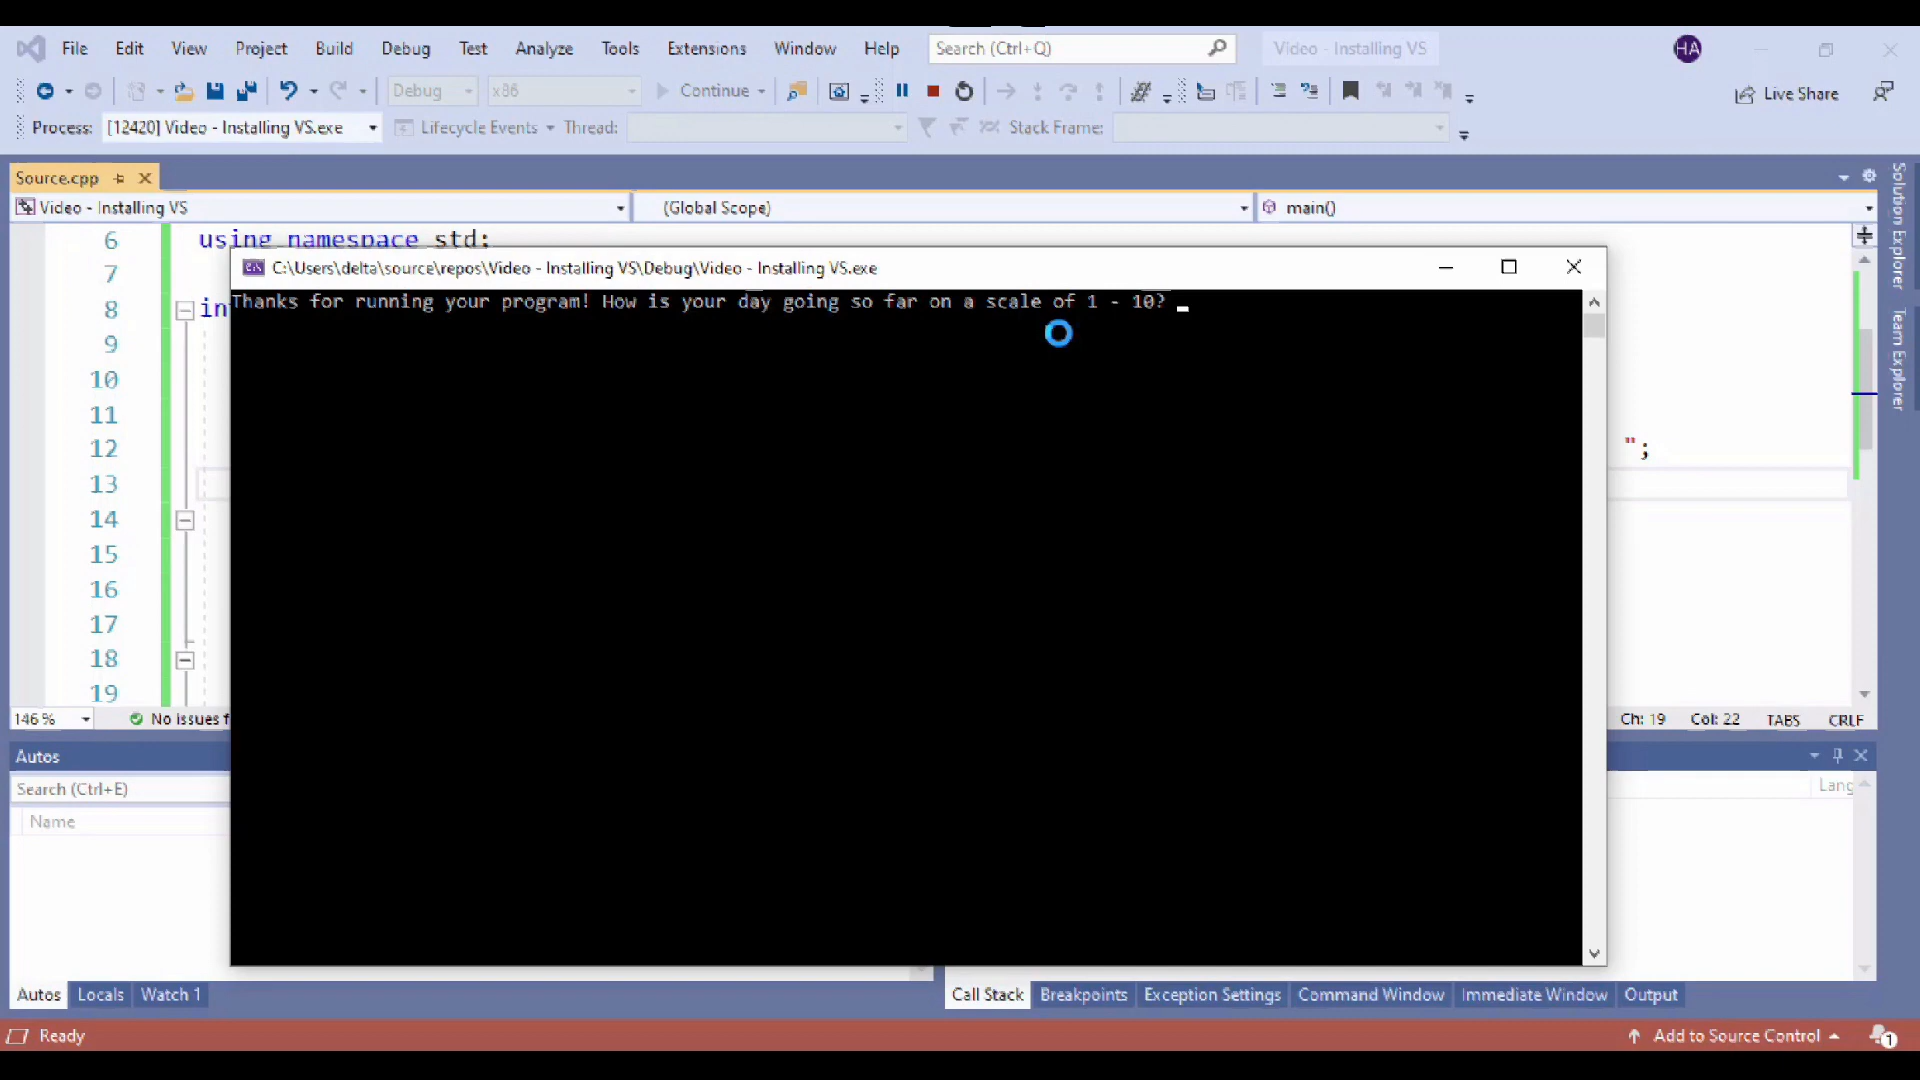 File Edit View Project Build Debug Test Analyze Tools Extensions Window Help Search (Ctrl+Q) Video - Installing VS HA
Debug x86 Continue Live Share
Process: [12420] Video - Installing VS.exe Lifecycle Events Thread: Stack Frame:
Source.cpp
Video - Installing VS (Global Scope) main()
6 using namespace std;
C:\Users\delta\source\repos\Video - Installing VS\Debug\Video - Installing VS.exe
Thanks for running your program! How is your day going so far on a scale of 1 - 10? _
7
8 in
9
10
11
12 ";
13
14
15
16
17
18
19
146 % No issues f Ch: 19 Col: 22 TABS CRLF
Solution Explorer
Team Explorer
Autos
Search (Ctrl+E) Lang
Name
Autos Locals Watch 1 Call Stack Breakpoints Exception Settings Command Window Immediate Window Output
Ready Add to Source Control 1